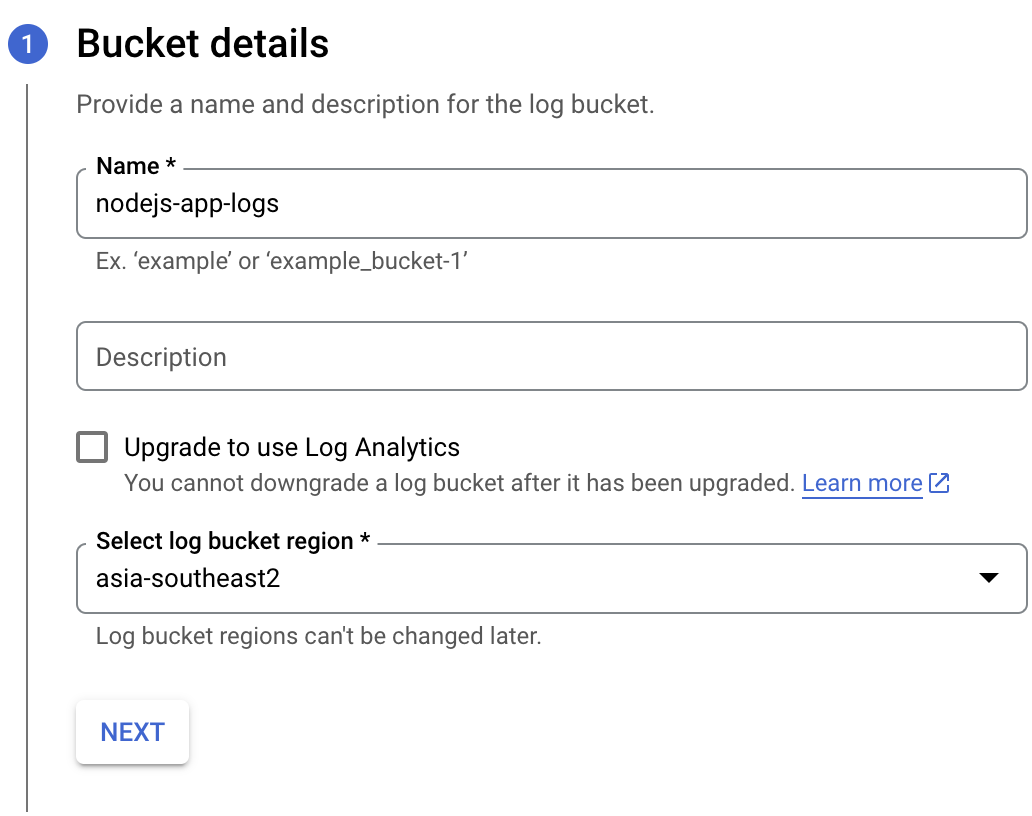 1 Bucket details
Provide a name and description for the log bucket.
Name *
nodejs-app-logs
Ex. ‘example’ or ‘example_bucket-1’
Description
Upgrade to use Log Analytics
You cannot downgrade a log bucket after it has been upgraded. Learn more
Select log bucket region *
asia-southeast2
Log bucket regions can't be changed later.
NEXT